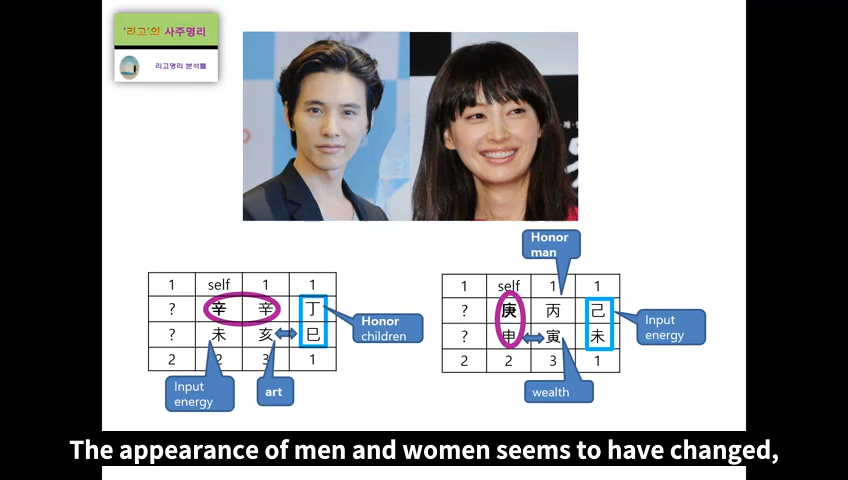 '리고'의 사주명리
리고명리 분석틀
Honor
man
1 self 1 1
? 辛 辛 丁
? 未 亥 巳
2 2 3 1
Honor
children
Input
energy
art
1 self 1 1
? 庚 丙 己
? 申 寅 未
2 2 3 1
Input
energy
wealth
The appearance of men and women seems to have changed,